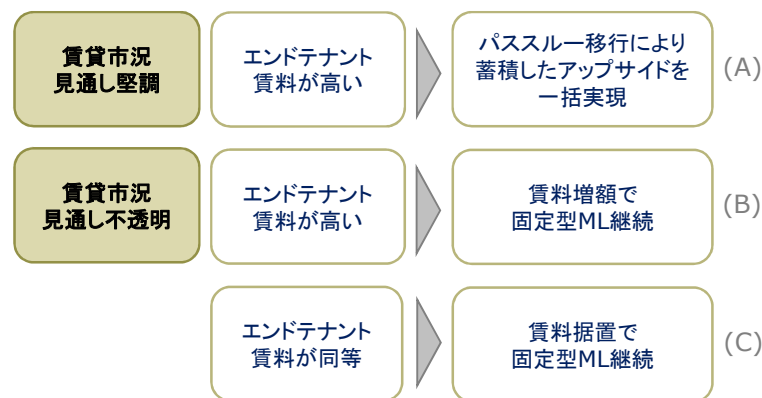 賃貸市況
見通し堅調
エンドテナント
賃料が高い
パススルー移行により
蓄積したアップサイドを
一括実現
(A)
賃貸市況
見通し不透明
エンドテナント
賃料が高い
賃料増額で
固定型ML継続
(B)
エンドテナント
賃料が同等
賃料据置で
固定型ML継続
(C)